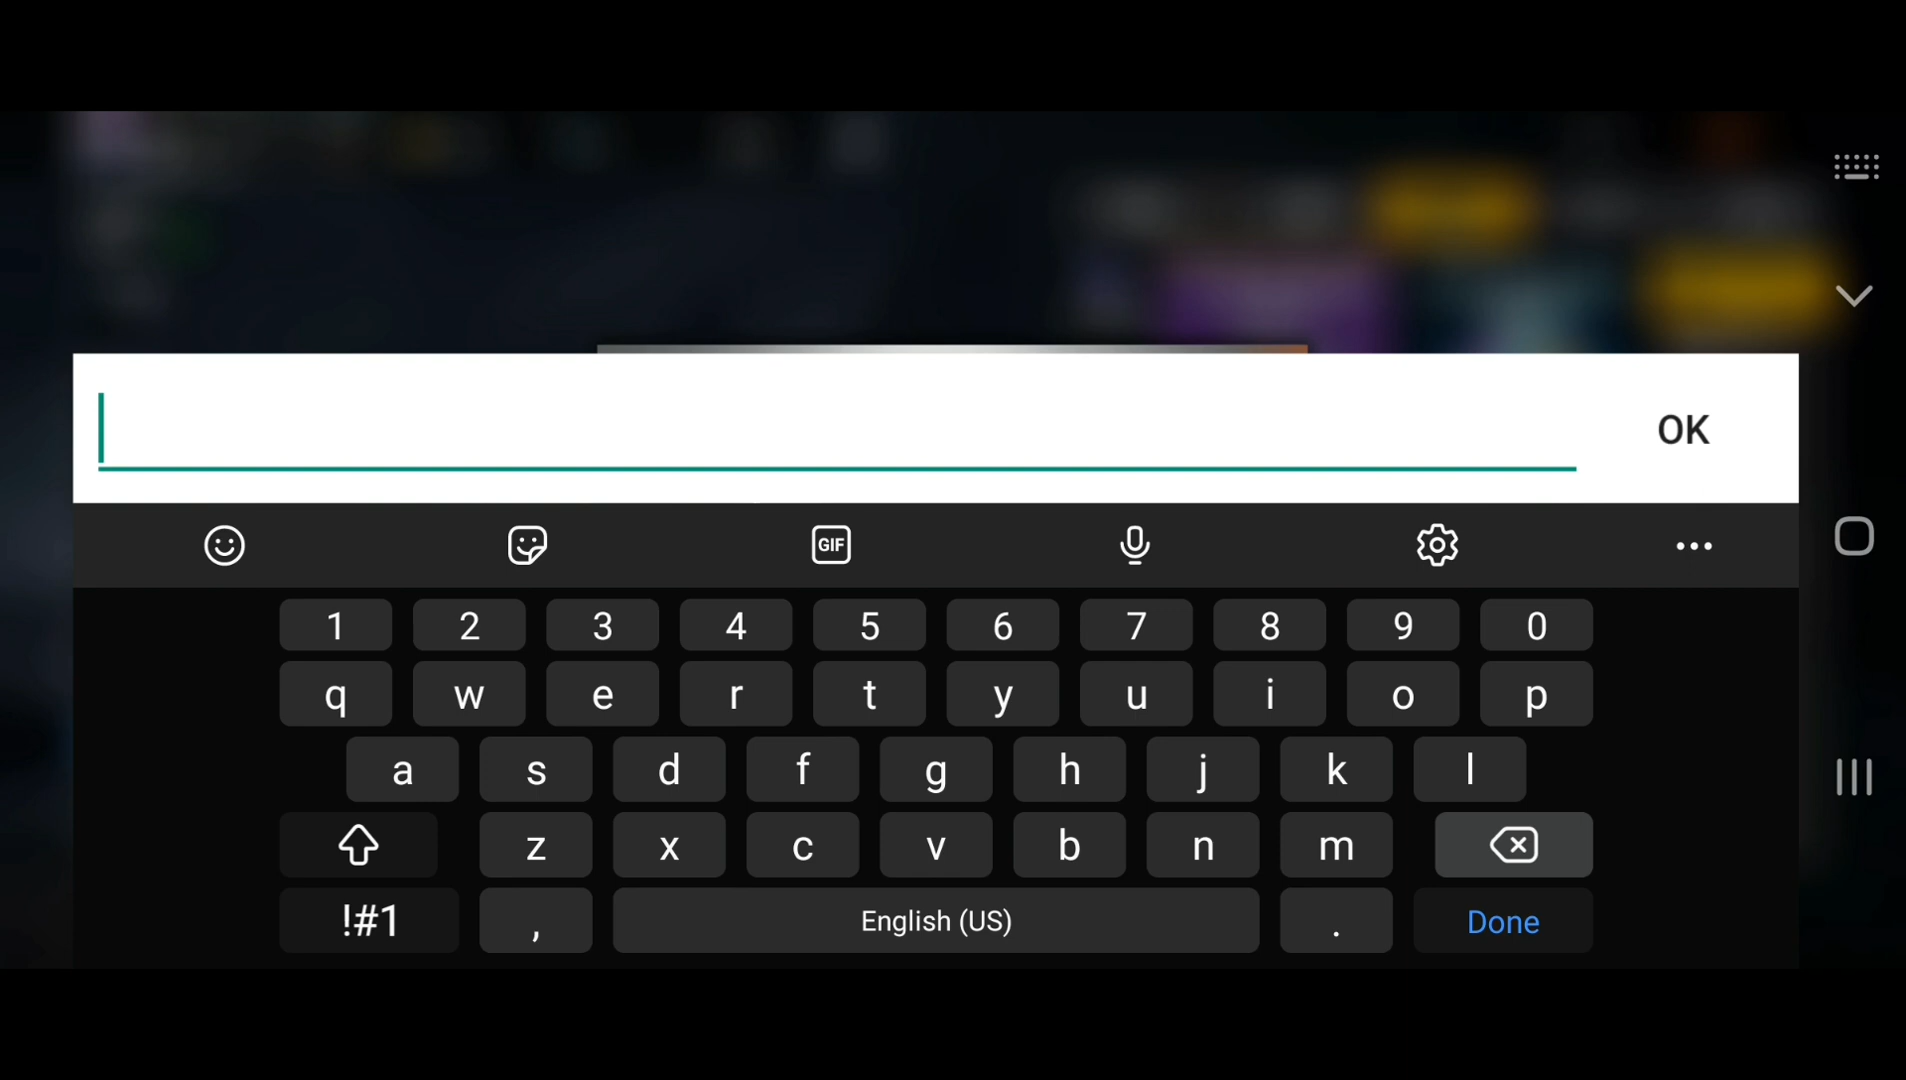 OK
GIF
1 2 3 4 5 6 7 8 9 0
q w e r t y u i o p
a s d f g h j k l
z x c v b n m
!#1 , English (US) . Done